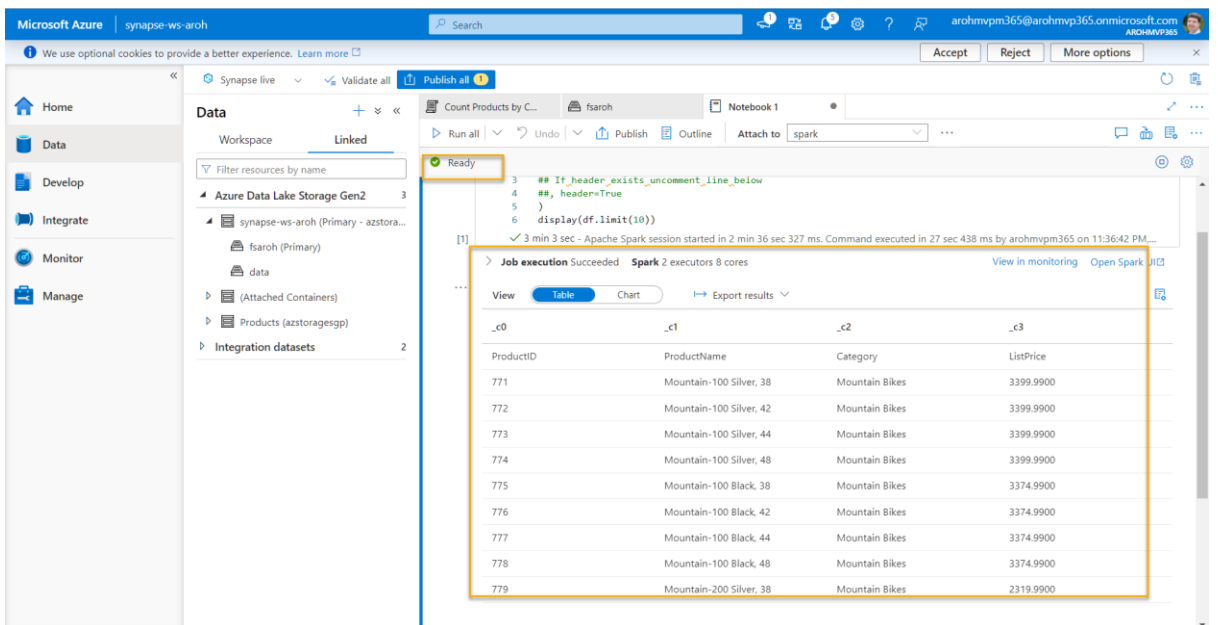 Microsoft Azure synapse-ws-aroh Search 1 5 arohmvpm365@arohmvp365.onmicrosoft.com
AROHMVP365
We use optional cookies to provide a better experience. Learn more Accept Reject More options
Synapse live Validate all Publish all 1
Home
Data
Develop
Integrate
Monitor
Manage
Data
Workspace Linked
Filter resources by name
Azure Data Lake Storage Gen2 3
synapse-ws-aroh (Primary - azstora...
fsaroh (Primary)
data
(Attached Containers)
Products (azstoragesgp)
Integration datasets 2
Count Products by C... fsaroh Notebook 1
Run all Undo Publish Outline Attach to spark
Ready
3 ## If header exists uncomment line below
4 ##, header=True
5 )
6 display(df.limit(10))
[1] 3 min 3 sec - Apache Spark session started in 2 min 36 sec 327 ms. Command executed in 27 sec 438 ms by arohmvpm365 on 11:36:42 PM,...
Job execution Succeeded Spark 2 executors 8 cores View in monitoring Open Spark UI
View Table Chart Export results
_c0 _c1 _c2 _c3
ProductID ProductName Category ListPrice
771 Mountain-100 Silver, 38 Mountain Bikes 3399.9900
772 Mountain-100 Silver, 42 Mountain Bikes 3399.9900
773 Mountain-100 Silver, 44 Mountain Bikes 3399.9900
774 Mountain-100 Silver, 48 Mountain Bikes 3399.9900
775 Mountain-100 Black, 38 Mountain Bikes 3374.9900
776 Mountain-100 Black, 42 Mountain Bikes 3374.9900
777 Mountain-100 Black, 44 Mountain Bikes 3374.9900
778 Mountain-100 Black, 48 Mountain Bikes 3374.9900
779 Mountain-200 Silver, 38 Mountain Bikes 2319.9900